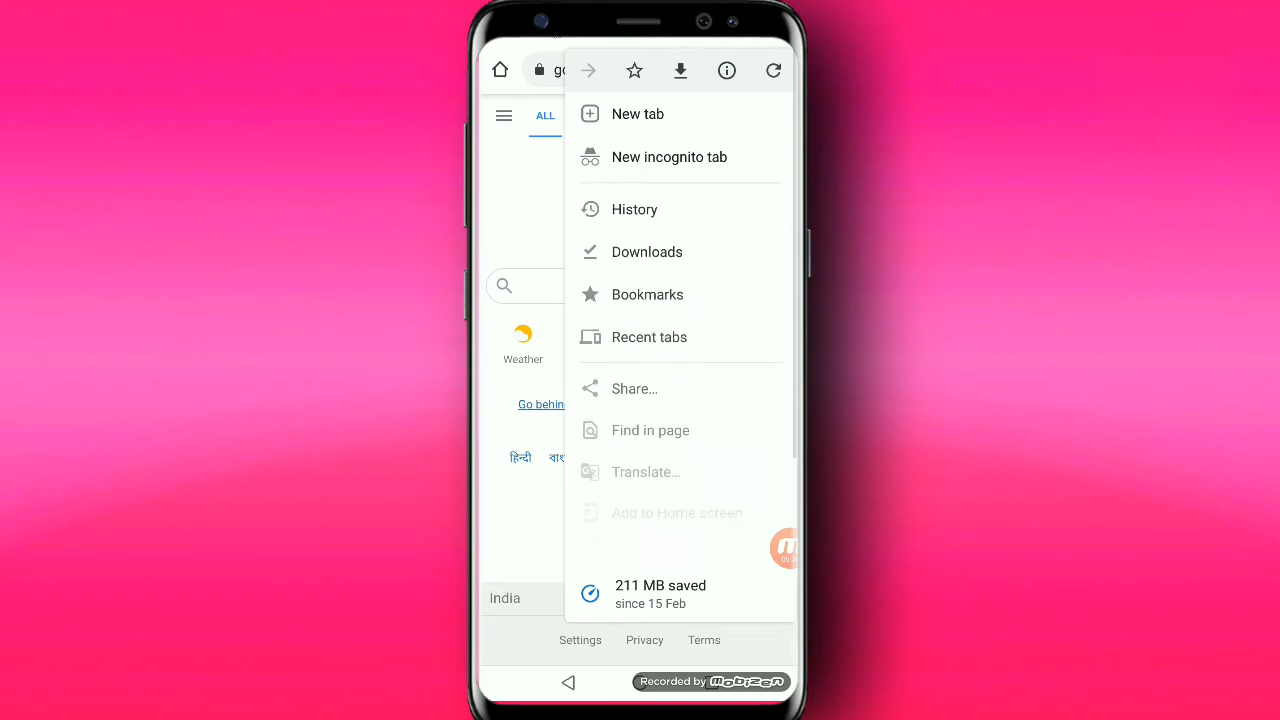 go
ALL
New tab
New incognito tab
History
Downloads
Bookmarks
Recent tabs
Weather
Share...
Go behin
Find in page
हिन्दी बাং
Translate...
Add to Home screen
211 MB saved
since 15 Feb
India
Settings Privacy Terms
Recorded by MOBIZEN